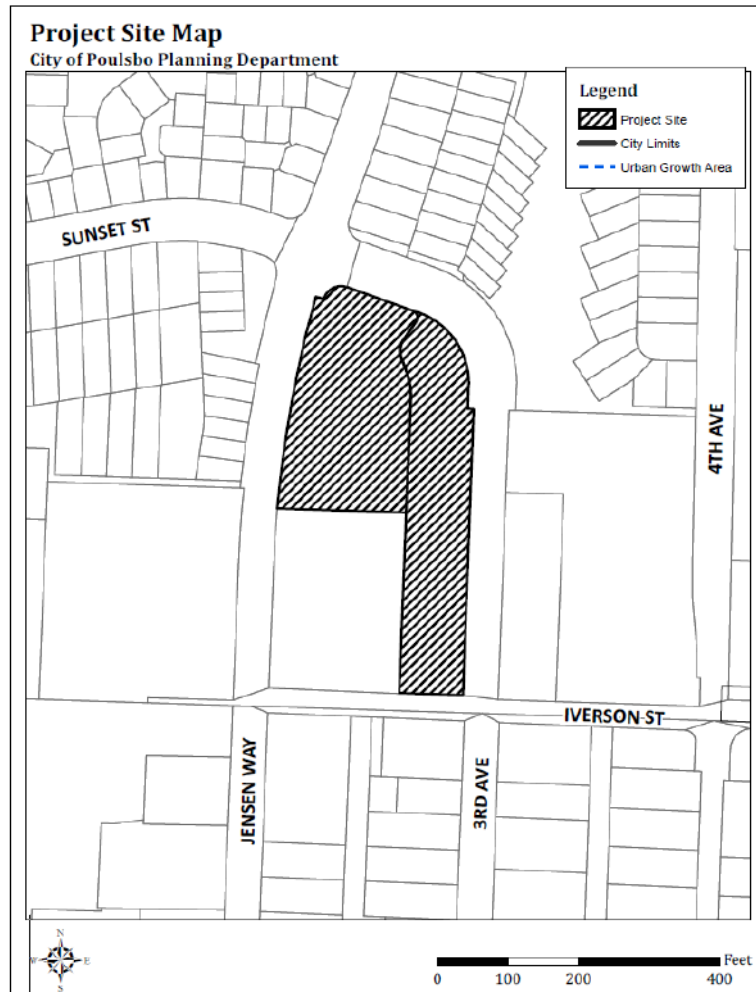 Project Site Map
City of Poulsbo Planning Department
Legend
Project Site
City Limits
Urban Growth Area
SUNSET ST
4TH AVE
IVERSON ST
JENSEN WAY
3RD AVE
N
W E
S
Feet
0 100 200 400